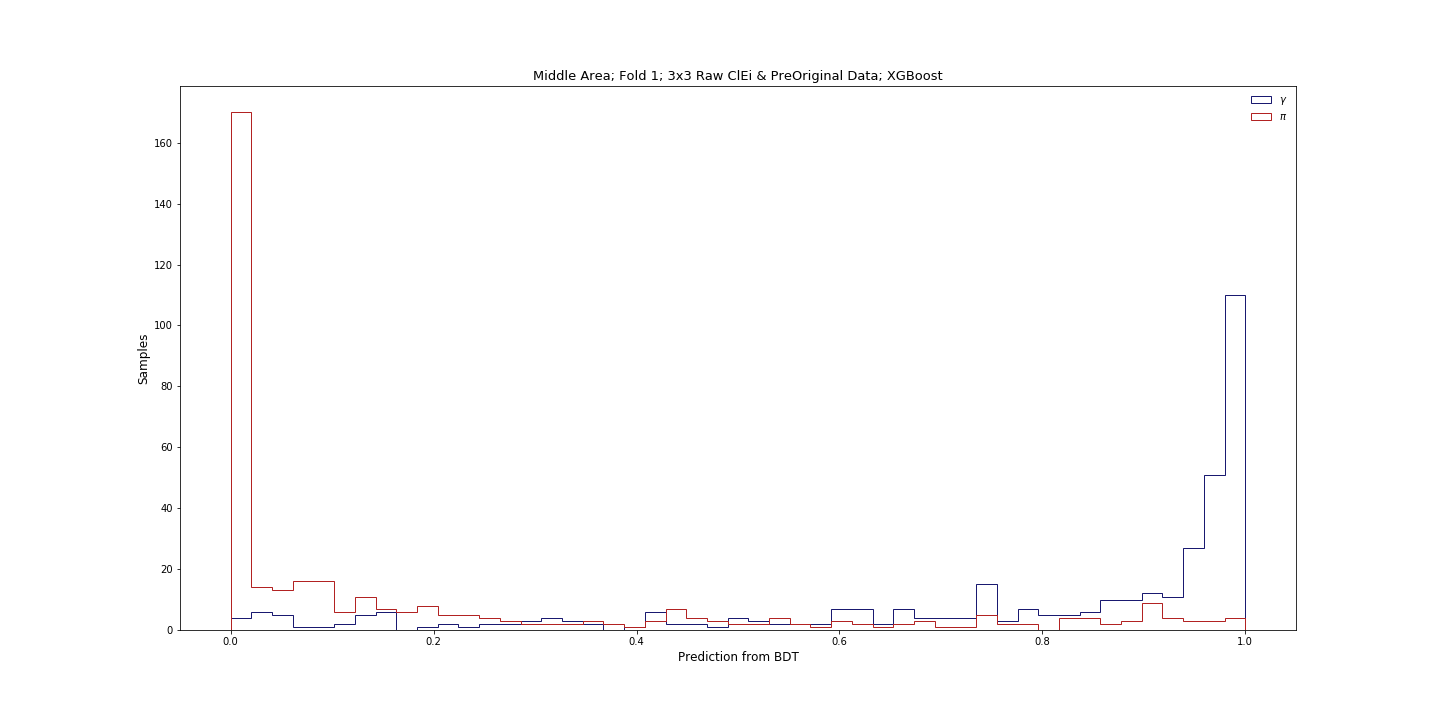 Middle Area; Fold 1; 3x3 Raw ClEi & PreOriginal Data; XGBoost
γ
π
160
140
120
100
80
60
40
20
0
Samples
0.0 0.2 0.4 0.6 0.8 1.0
Prediction from BDT